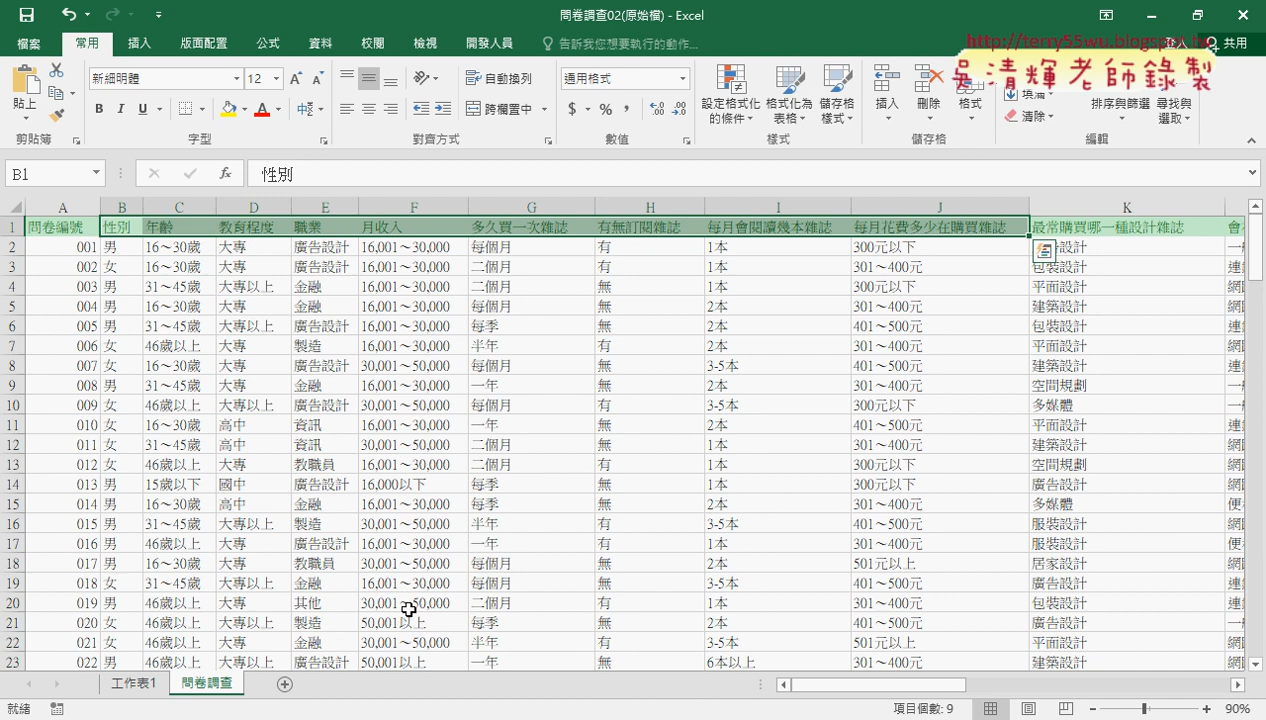 問卷調查02(原始檔) - Excel
http://terry55wu.blogspot.tw
吳清輝老師錄製
檔案 常用 插入 版面配置 公式 資料 校閱 檢視 開發人員 告訴我您想要執行的動作... 共用
新細明體 12 自動換列 通用格式
貼上 跨欄置中 設定格式化的條件 格式化為表格 儲存格樣式 插入 刪除 格式 清除 排序與篩選 尋找與選取
剪貼簿 字型 對齊方式 數值 樣式 儲存格 編輯
B1 fx 性別
A B C D E F G H I J K
1 問卷編號 性別 年齡 教育程度 職業 月收入 多久買一次雜誌 有無訂閱雜誌 每月會閱讀幾本雜誌 每月花費多少在購買雜誌 最常購買哪一種設計雜誌
2 001 男 16～30歲 大專 廣告設計 16,001～30,000 每個月 有 1本 300元以下 設計
3 002 女 16～30歲 大專 廣告設計 16,001～30,000 二個月 有 1本 301～400元 包裝設計
4 003 男 31～45歲 大專以上 金融 16,001～30,000 二個月 無 1本 300元以下 平面設計
5 004 男 16～30歲 大專 金融 16,001～30,000 每個月 無 2本 301～400元 建築設計
6 005 男 31～45歲 大專以上 廣告設計 16,001～30,000 每季 無 2本 401～500元 包裝設計
7 006 女 46歲以上 大專 製造 16,001～30,000 半年 有 2本 301～400元 平面設計
8 007 女 16～30歲 大專 廣告設計 30,001～50,000 每個月 無 3-5本 401～500元 建築設計
9 008 男 31～45歲 大專 金融 16,001～30,000 一年 無 2本 301～400元 空間規劃
10 009 女 46歲以上 大專以上 廣告設計 30,001～50,000 每個月 有 3-5本 300元以下 多媒體
11 010 女 16～30歲 高中 資訊 16,001～30,000 一年 無 2本 401～500元 平面設計
12 011 女 31～45歲 高中 資訊 30,001～50,000 二個月 無 1本 301～400元 建築設計
13 012 女 46歲以上 大專 教職員 16,001～30,000 二個月 有 1本 300元以下 空間規劃
14 013 男 15歲以下 國中 廣告設計 16,000以下 每季 有 1本 300元以下 廣告設計
15 014 男 16～30歲 高中 金融 16,001～30,000 每季 無 2本 301～400元 多媒體
16 015 男 31～45歲 大專以上 製造 30,001～50,000 半年 有 3-5本 401～500元 服裝設計
17 016 男 46歲以上 大專 廣告設計 30,001～50,000 一年 有 1本 301～400元 服裝設計
18 017 男 16～30歲 大專 教職員 30,001～50,000 每個月 無 2本 501元以上 居家設計
19 018 女 31～45歲 大專以上 金融 16,001～30,000 每個月 無 3-5本 401～500元 廣告設計
20 019 男 46歲以上 大專 其他 30,001～50,000 二個月 有 1本 301～400元 包裝設計
21 020 女 46歲以上 大專以上 製造 50,001以上 每季 無 2本 401～500元 廣告設計
22 021 女 46歲以上 大專 金融 30,001～50,000 半年 有 3-5本 501元以上 平面設計
23 022 男 46歲以上 大專以上 廣告設計 50,001以上 一年 無 6本以上 301～400元 建築設計
工作表1 問卷調查
就緒 項目個數: 9 90%